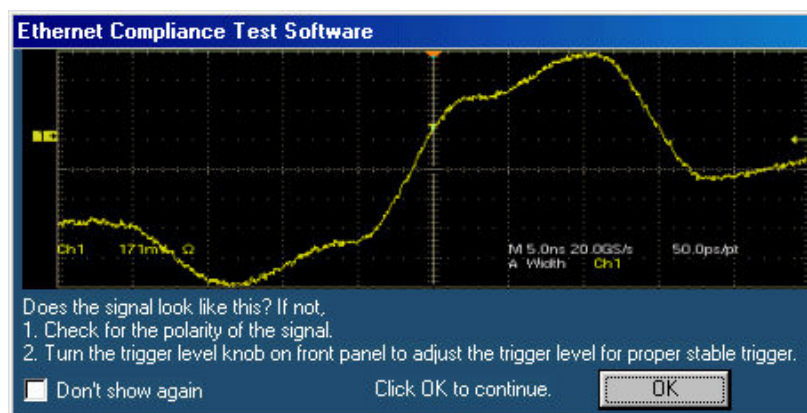 Ethernet Compliance Test Software
Ch1 171m Ω
M 5.0ns 20.0GS/s 50.0ps/pt
A Width Ch1
Does the signal look like this? If not,
1. Check for the polarity of the signal.
2. Turn the trigger level knob on front panel to adjust the trigger level for proper stable trigger.
Don't show again
Click OK to continue.
OK